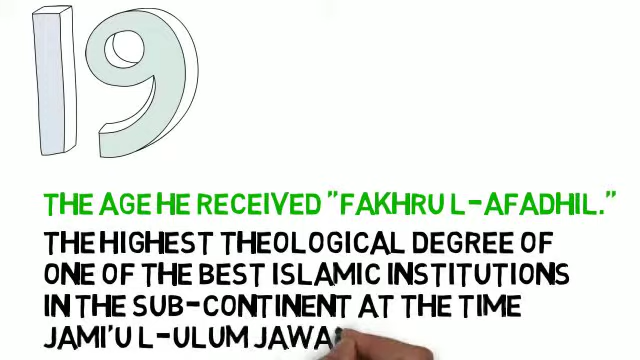 19
THE AGE HE RECEIVED "FAKHRU L-AFADHIL."
THE HIGHEST THEOLOGICAL DEGREE OF
ONE OF THE BEST ISLAMIC INSTITUTIONS
IN THE SUB-CONTINENT AT THE TIME
JAMI'U L-ULUM